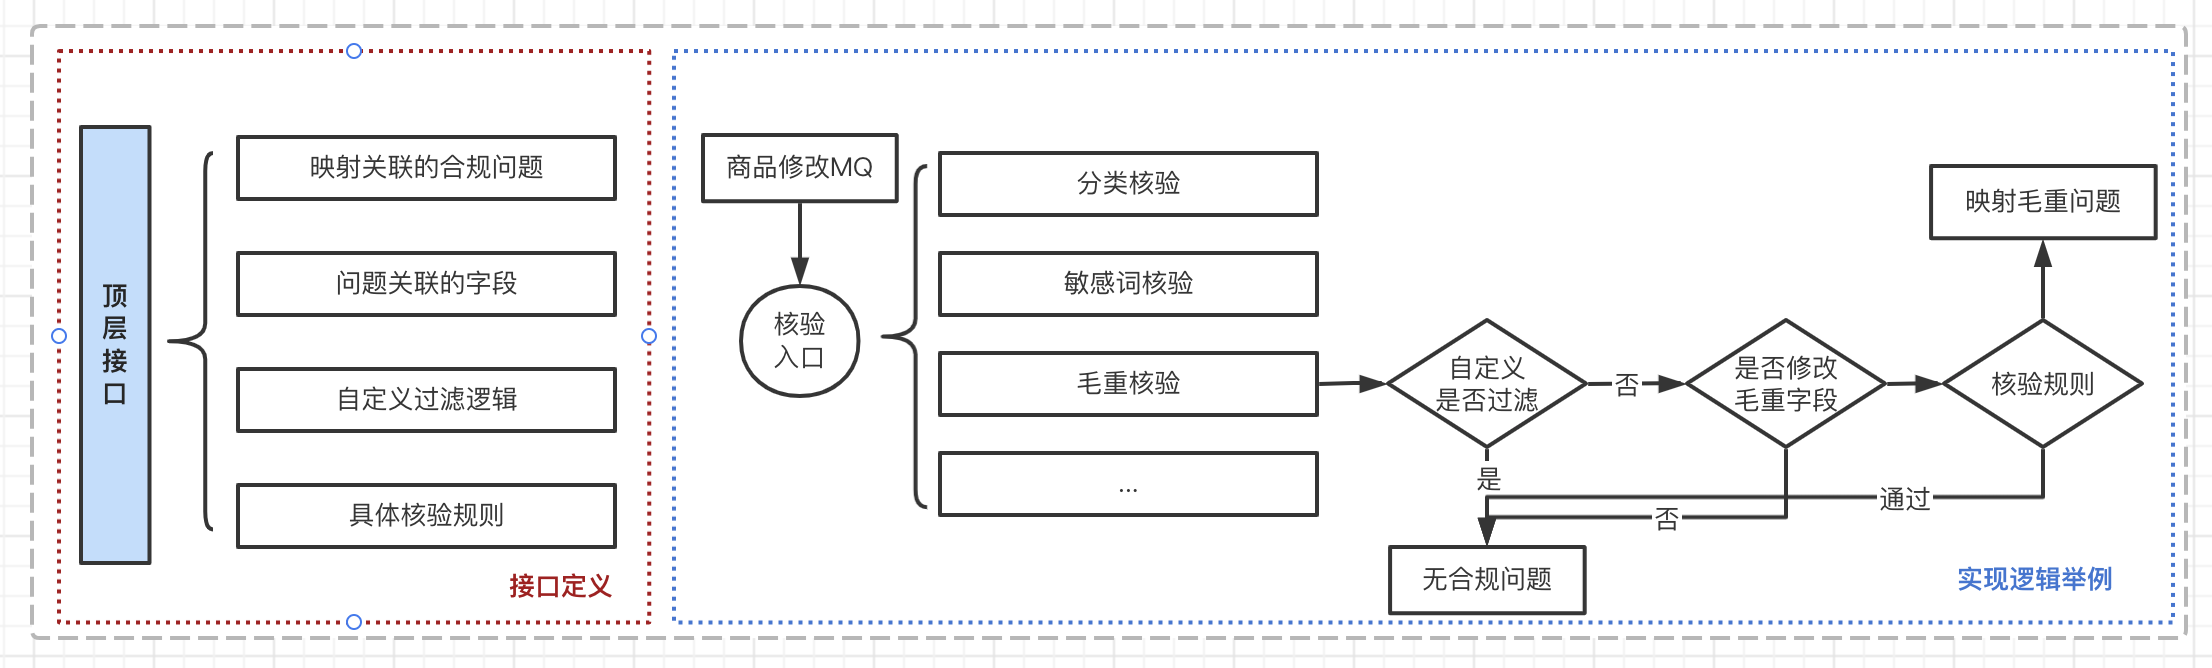 顶
层
接
口
映射关联的合规问题
问题关联的字段
自定义过滤逻辑
具体核验规则
接口定义
商品修改MQ
核验
入口
分类核验
敏感词核验
毛重核验
...
自定义
是否过滤
否
是否修改
毛重字段
核验规则
映射毛重问题
是
通过
否
无合规问题
实现逻辑举例